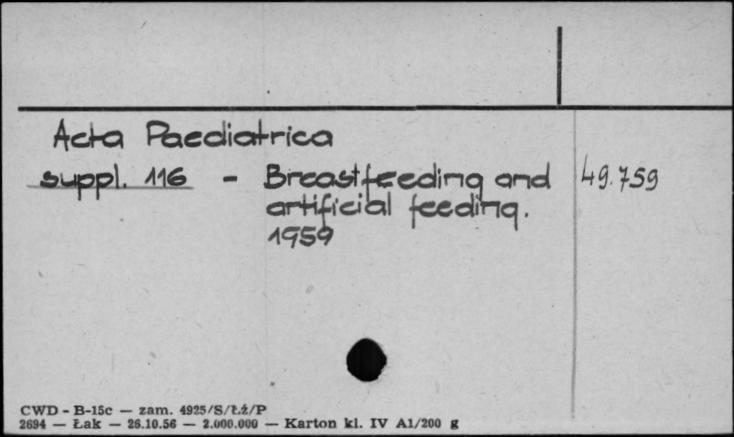 Acta Paediatrica
suppl. 116 - Breastfeeding and 49.759
artificial feeding.
1959
CWD - B-15c — zam. 4925/S/Łź/P
2694 — Łak — 26.10.56 — 2.000.000 — Karton kl. IV A1/200 g